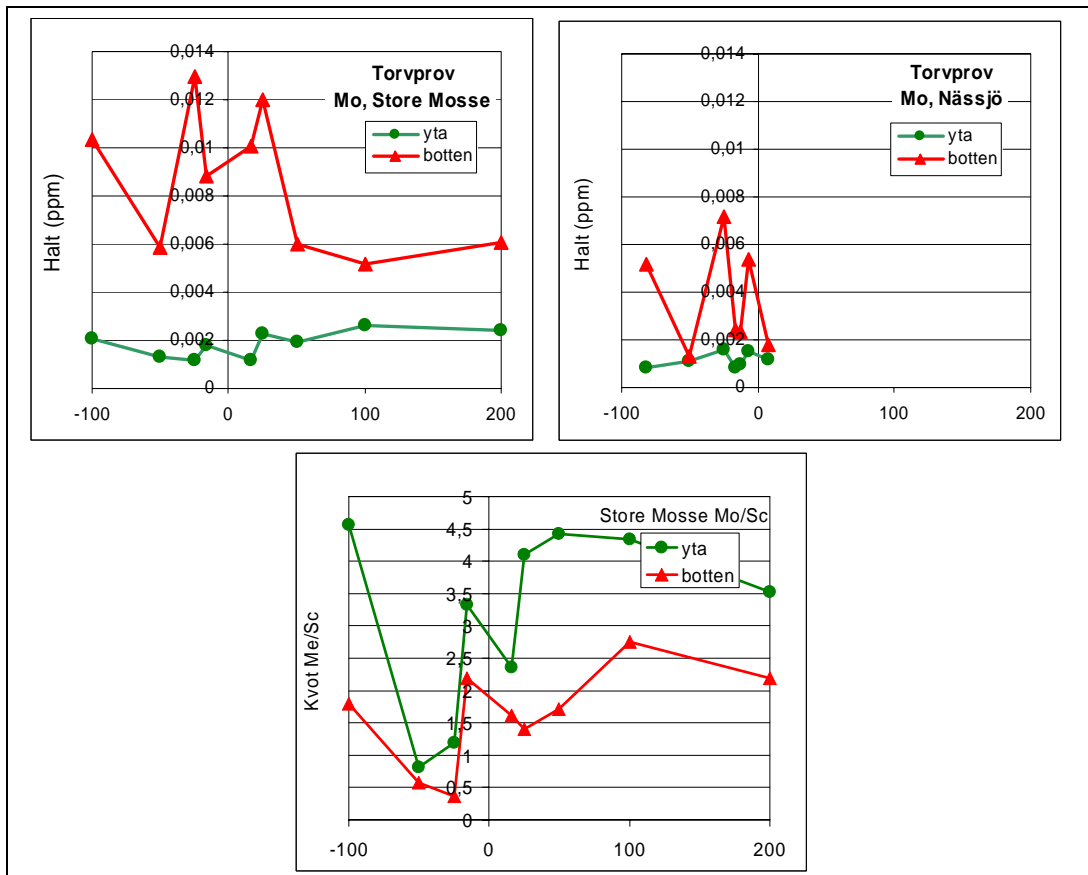 Torvprov
Mo, Store Mosse
yta
botten
Halt (ppm)
0,014
0,012
0,01
0,008
0,006
0,004
0,002
0
-100 0 100 200
Torvprov
Mo, Nässjö
yta
botten
Halt (ppm)
0,014
0,012
0,01
0,008
0,006
0,004
0,002
0
-100 0 100 200
Store Mosse Mo/Sc
yta
botten
Kvot Me/Sc
5
4,5
4
3,5
3
2,5
2
1,5
1
0,5
0
-100 0 100 200